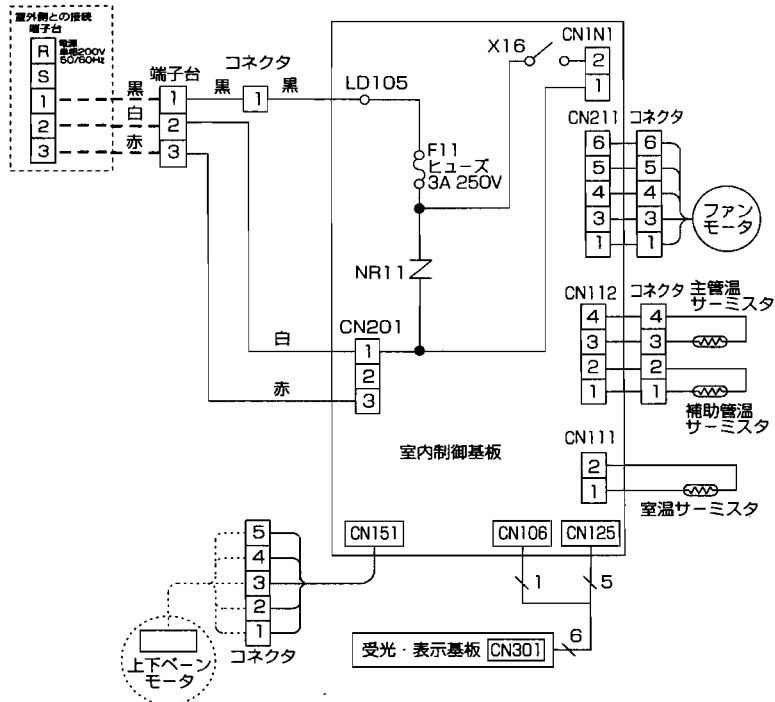 室外側との接続
端子台
電源
単相200V
50/60Hz
R
S
1
2
3
黒
白
赤
端子台
1
2
3
黒
コネクタ
1
黒
LD105
F11
ヒューズ
3A 250V
NR11
X16
CN1N1
2
1
CN211
コネクタ
6
5
4
3
1
6
5
4
3
1
ファン
モータ
CN112
コネクタ
4
3
2
1
4
3
2
1
主管温
サーミスタ
補助管温
サーミスタ
CN201
1
2
3
白
赤
室内制御基板
CN111
2
1
室温サーミスタ
CN151
CN106
CN125
1
5
6
5
4
3
2
1
コネクタ
上下ベーン
モータ
受光・表示基板
CN301